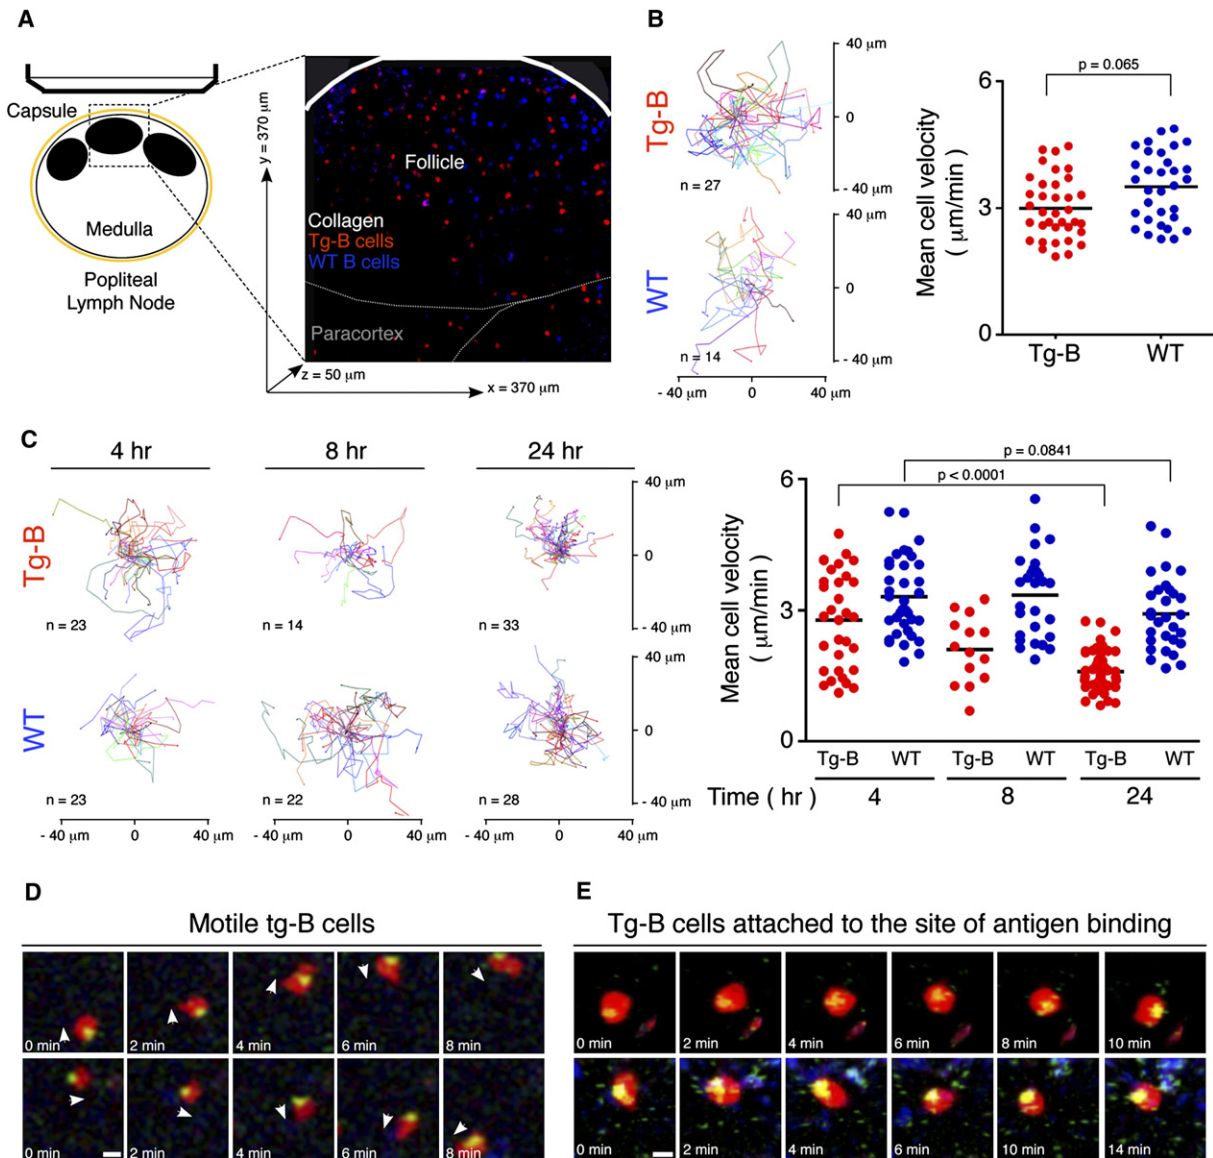 A
Capsule
Medulla
Popliteal
Lymph Node
y = 370 μm
Follicle
Collagen
Tg-B cells
WT B cells
Paracortex
z = 50 μm
x = 370 μm
B
Tg-B
n = 27
40 μm
0
- 40 μm
WT
n = 14
40 μm
0
- 40 μm
- 40 μm 0 40 μm
p = 0.065
Mean cell velocity
( μm/min)
6
3
0
Tg-B WT
C
4 hr 8 hr 24 hr
Tg-B
n = 23 n = 14 n = 33
40 μm
0
- 40 μm
WT
n = 23 n = 22 n = 28
40 μm
0
- 40 μm
- 40 μm 0 40 μm - 40 μm 0 40 μm - 40 μm 0 40 μm
p = 0.0841
p < 0.0001
Mean cell velocity
( μm/min)
6
3
0
Tg-B WT Tg-B WT Tg-B WT
Time ( hr ) 4 8 24
D
Motile tg-B cells
0 min 2 min 4 min 6 min 8 min
0 min 2 min 4 min 6 min 8 min
E
Tg-B cells attached to the site of antigen binding
0 min 2 min 4 min 6 min 8 min 10 min
0 min 2 min 4 min 6 min 10 min 14 min